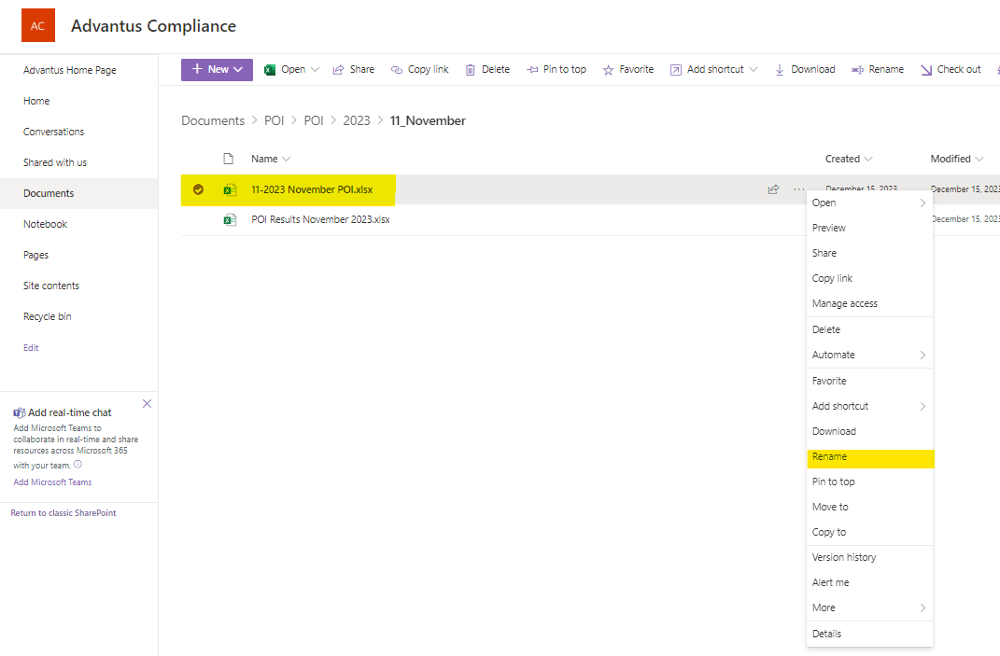 AC
Advantus Compliance
Advantus Home Page
Home
Conversations
Shared with us
Documents
Notebook
Pages
Site contents
Recycle bin
Edit
Add real-time chat
Add Microsoft Teams to
collaborate in real-time and share
resources across Microsoft 365
with your team.
Add Microsoft Teams
Return to classic SharePoint
New Open Share Copy link Delete Pin to top Favorite Add shortcut Download Rename Check out
Documents > POI > POI > 2023 > 11_November
Name Created Modified
11-2023 November POI.xlsx ... December 15, 2023 December 15, 2023
POI Results November 2023.xlsx December 15, 2023
Open
Preview
Share
Copy link
Manage access
Delete
Automate
Favorite
Add shortcut
Download
Rename
Pin to top
Move to
Copy to
Version history
Alert me
More
Details